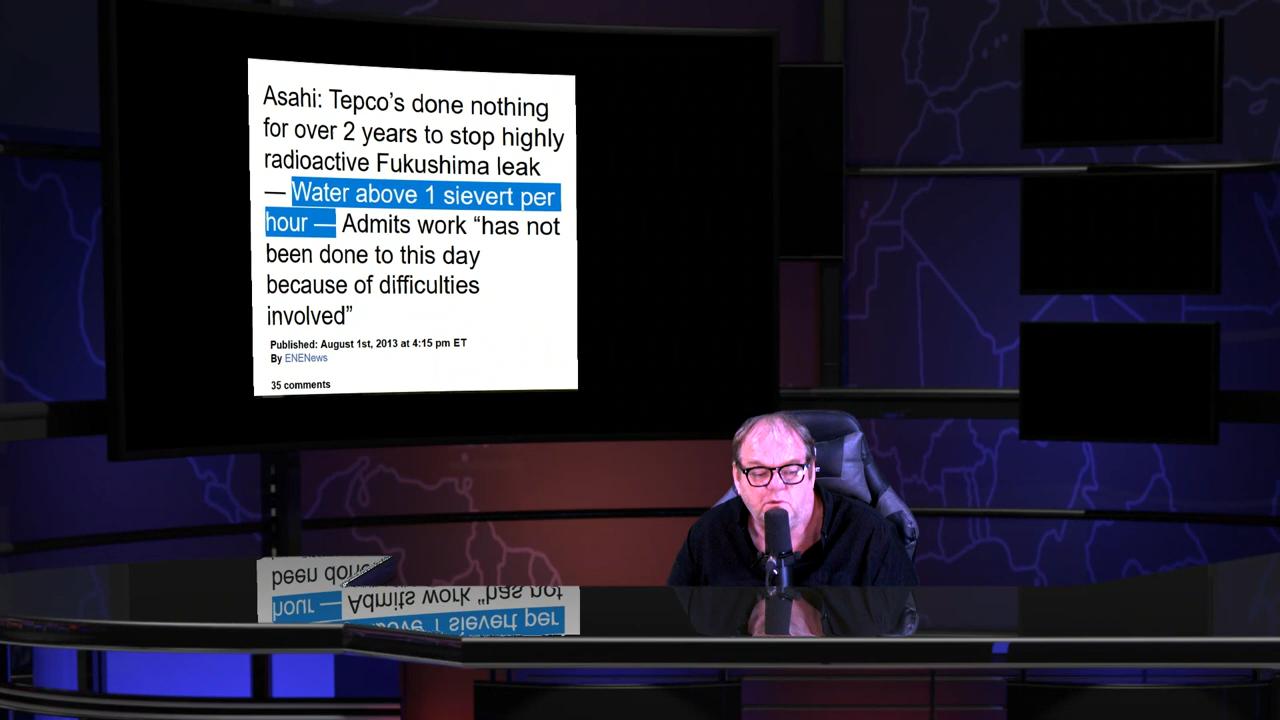 Asahi: Tepco’s done nothing
for over 2 years to stop highly
radioactive Fukushima leak
— Water above 1 sievert per
hour — Admits work “has not
been done to this day
because of difficulties
involved”
Published: August 1st, 2013 at 4:15 pm ET
By ENENews
35 comments